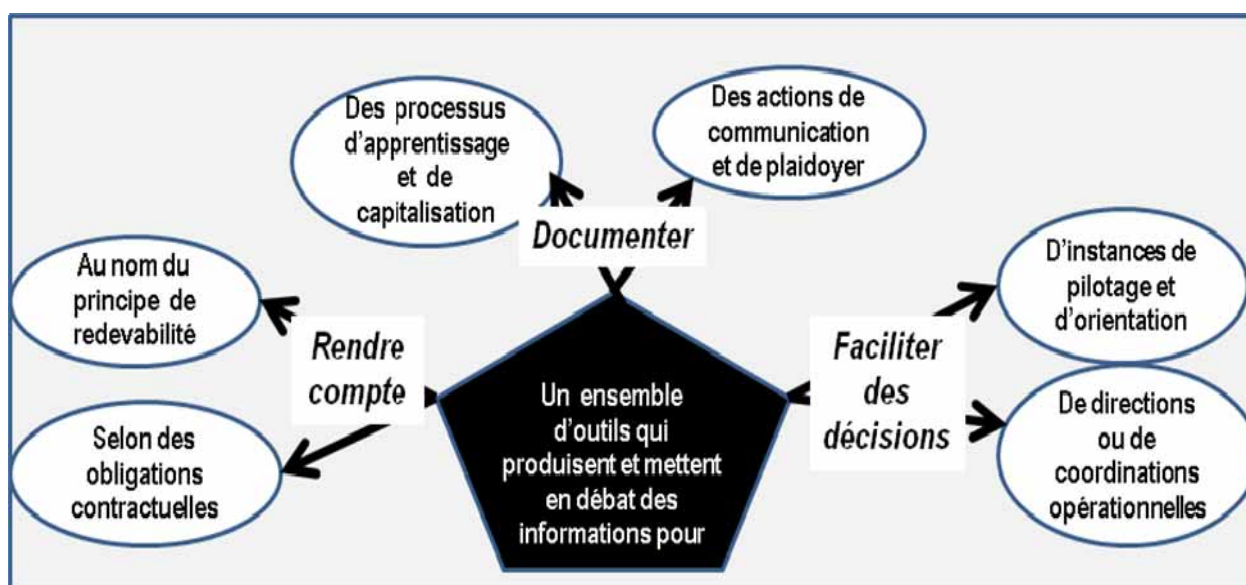 Des processus
d'apprentissage
et de
capitalisation
Des actions de
communication
et de plaidoyer
Documenter
Au nom du
principe de
redevabilité
Rendre
compte
Selon des
obligations
contractuelles
Un ensemble
d'outils qui
produisent et mettent
en débat des
informations pour
Faciliter
des
décisions
D'instances de
pilotage et
d'orientation
De directions
ou de
coordinations
opérationnelles